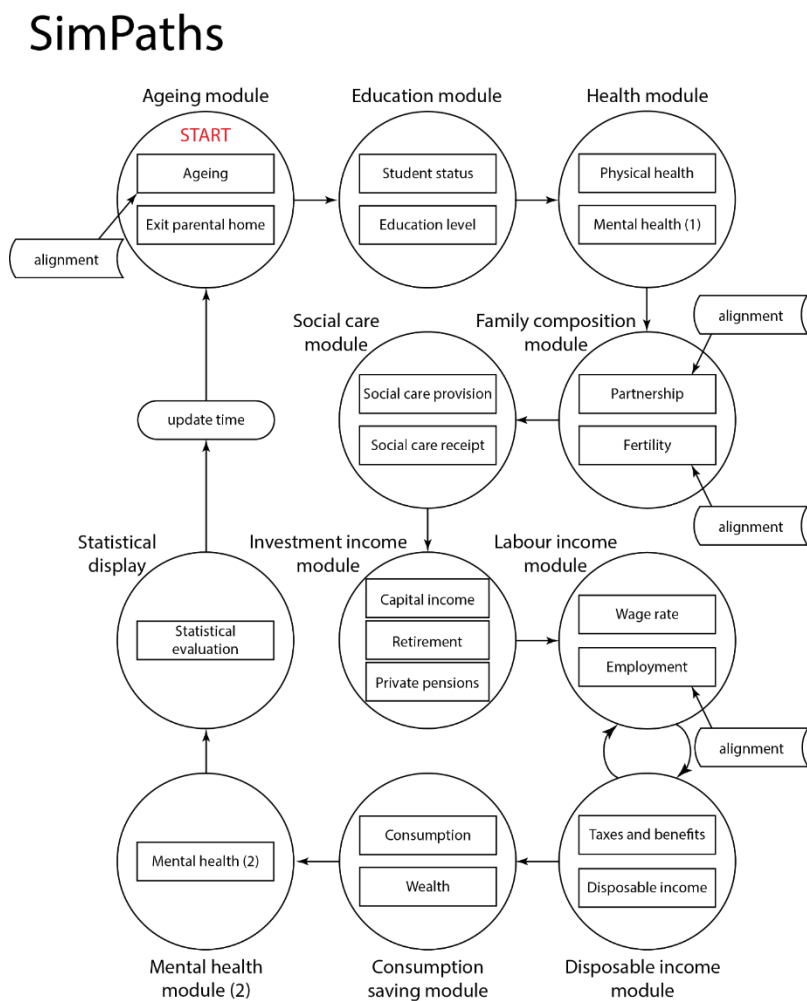 SimPaths
Ageing module
Education module
Health module
START
Ageing
Exit parental home
alignment
Student status
Education level
Physical health
Mental health (1)
Social care
module
Family composition
module
alignment
Social care provision
Social care receipt
Partnership
Fertility
alignment
update time
Statistical
display
Investment income
module
Labour income
module
Statistical
evaluation
Capital income
Retirement
Private pensions
Wage rate
Employment
alignment
Mental health (2)
Consumption
Wealth
Taxes and benefits
Disposable income
Mental health
module (2)
Consumption
saving module
Disposable income
module